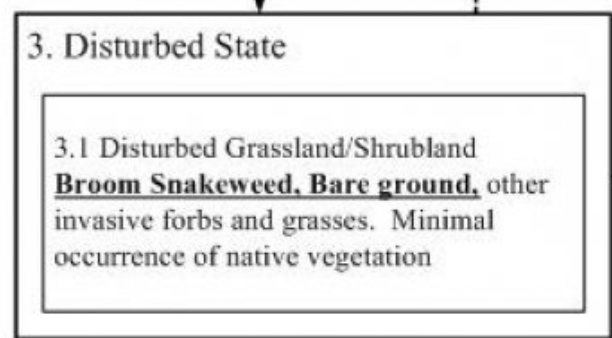 3. Disturbed State
3.1 Disturbed Grassland/Shrubland
Broom Snakeweed, Bare ground, other
invasive forbs and grasses. Minimal
occurrence of native vegetation